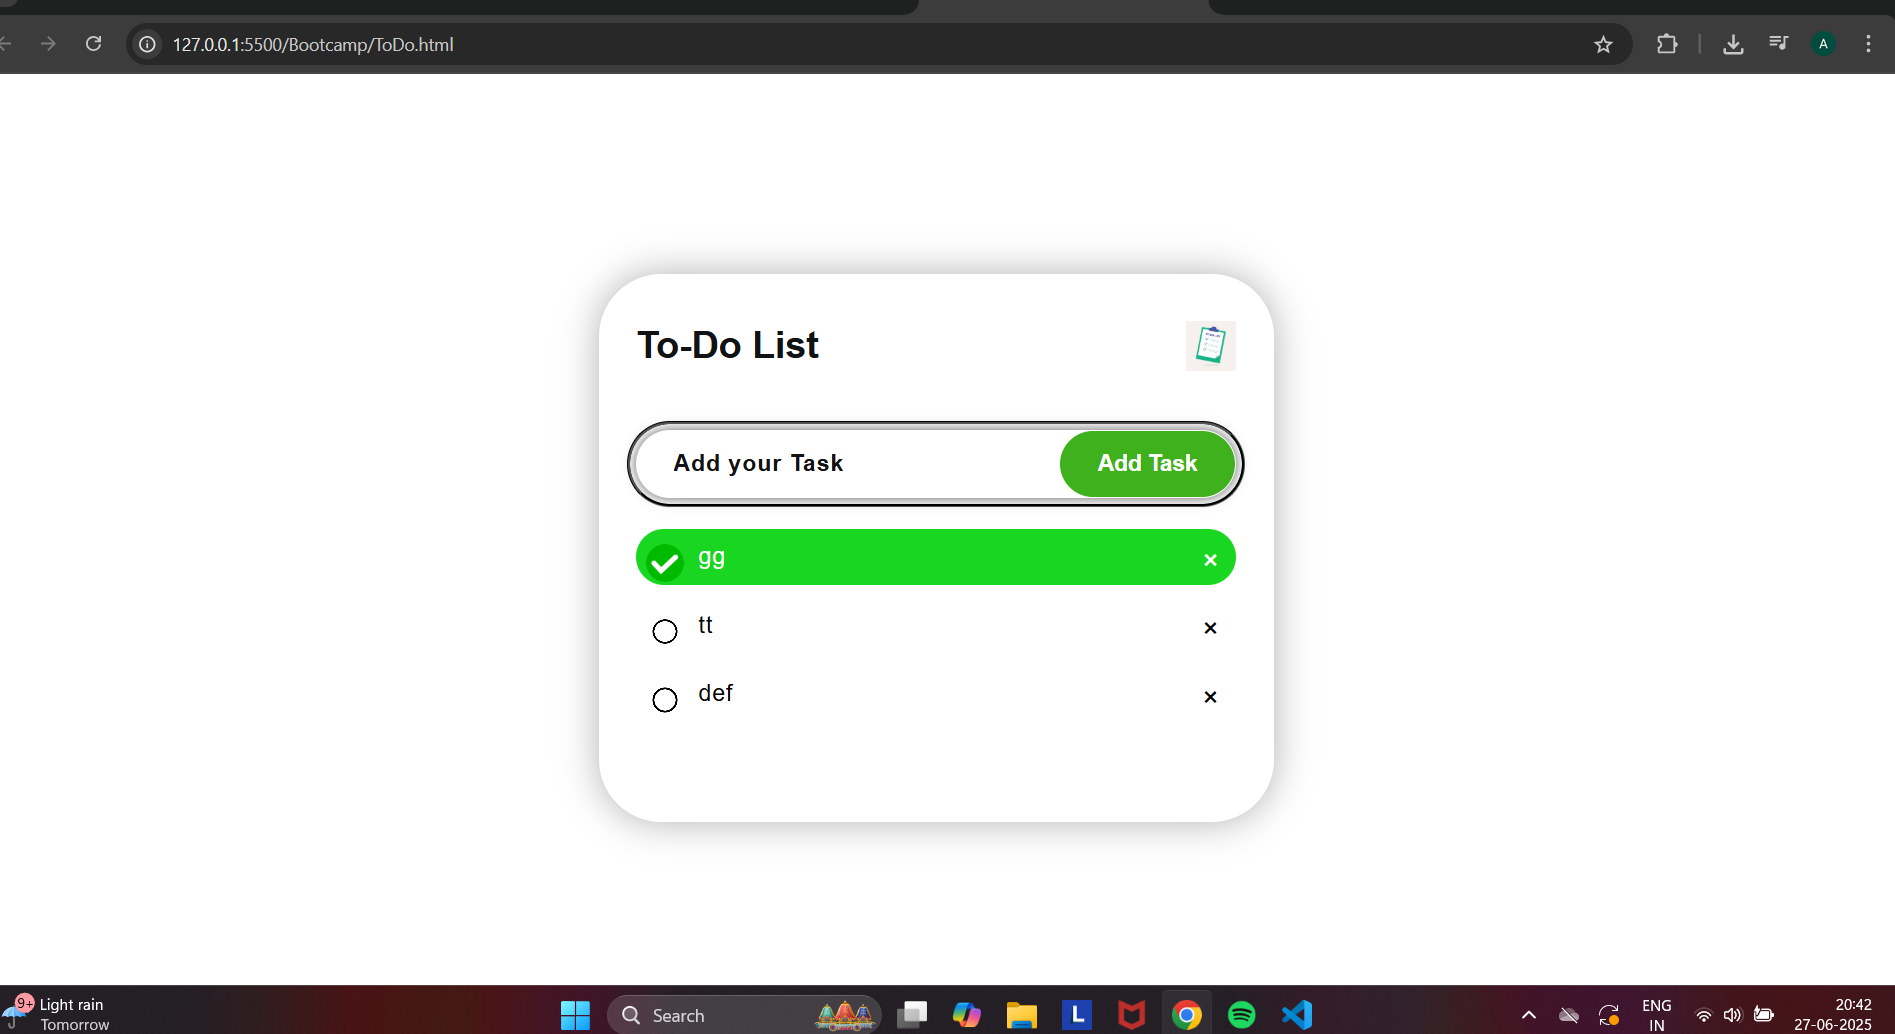 127.0.0.1:5500/Bootcamp/ToDo.html
A
To-Do List
Add your Task
Add Task
gg
×
tt
×
def
×
9+
Light rain
Tomorrow
Search
L
ENG
IN
20:42
27-06-2025